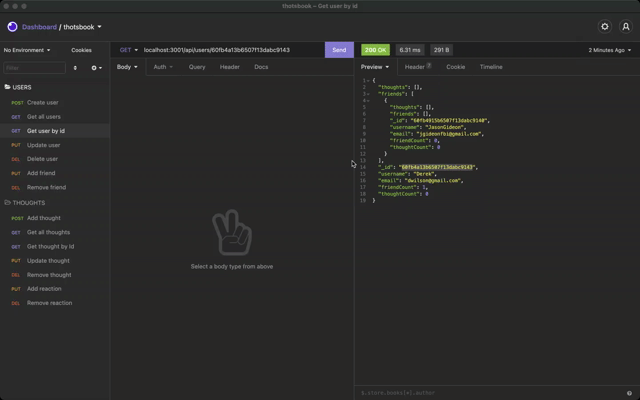 thotsbook – Get user by id
Dashboard / thotsbook
No Environment
Cookies
GET
localhost:3001/api/users/60fb4a13b6507f13dabc9143
Send
200 OK
6.31 ms
291 B
2 Minutes Ago
Filter
Body
Auth
Query
Header
Docs
Preview
Header 7
Cookie
Timeline
USERS
POST Create user
GET Get all users
GET Get user by id
PUT Update user
DEL Delete user
PUT Add friend
DEL Remove friend
THOUGHTS
POST Add thought
GET Get all thoughts
GET Get thought by id
PUT Update thought
DEL Remove thought
PUT Add reaction
DEL Remove reaction
Select a body type from above
1 {
2 "thoughts": [],
3 "friends": [
4 {
5 "thoughts": [],
6 "friends": [],
7 "_id": "60fb4915b6507f13dabc9140",
8 "username": "JasonGideon",
9 "email": "jgideonfbi@gmail.com",
10 "friendCount": 0,
11 "thoughtCount": 0
12 }
13 ],
14 "_id": "60fb4a13b6507f13dabc9143",
15 "username": "Derek",
16 "email": "dwilson@gmail.com",
17 "friendCount": 1,
18 "thoughtCount": 0
19 }
$.store.books[*].author